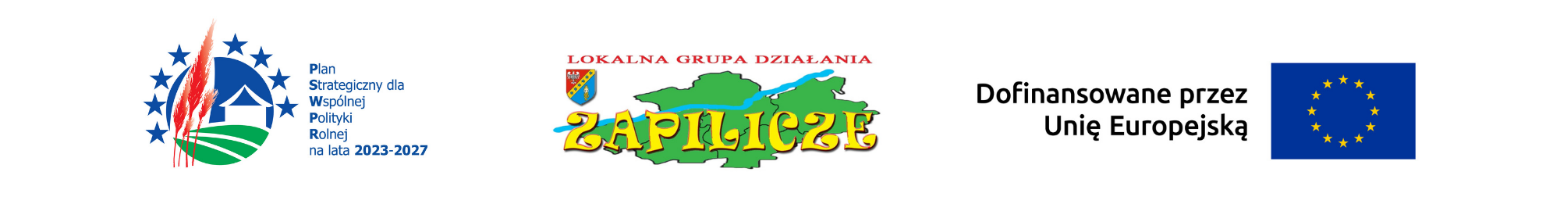 Plan
Strategiczny dla
Wspólnej
Polityki
Rolnej
na lata 2023-2027
LOKALNA GRUPA DZIAŁANIA
ZAPILICZE
Dofinansowane przez
Unię Europejską